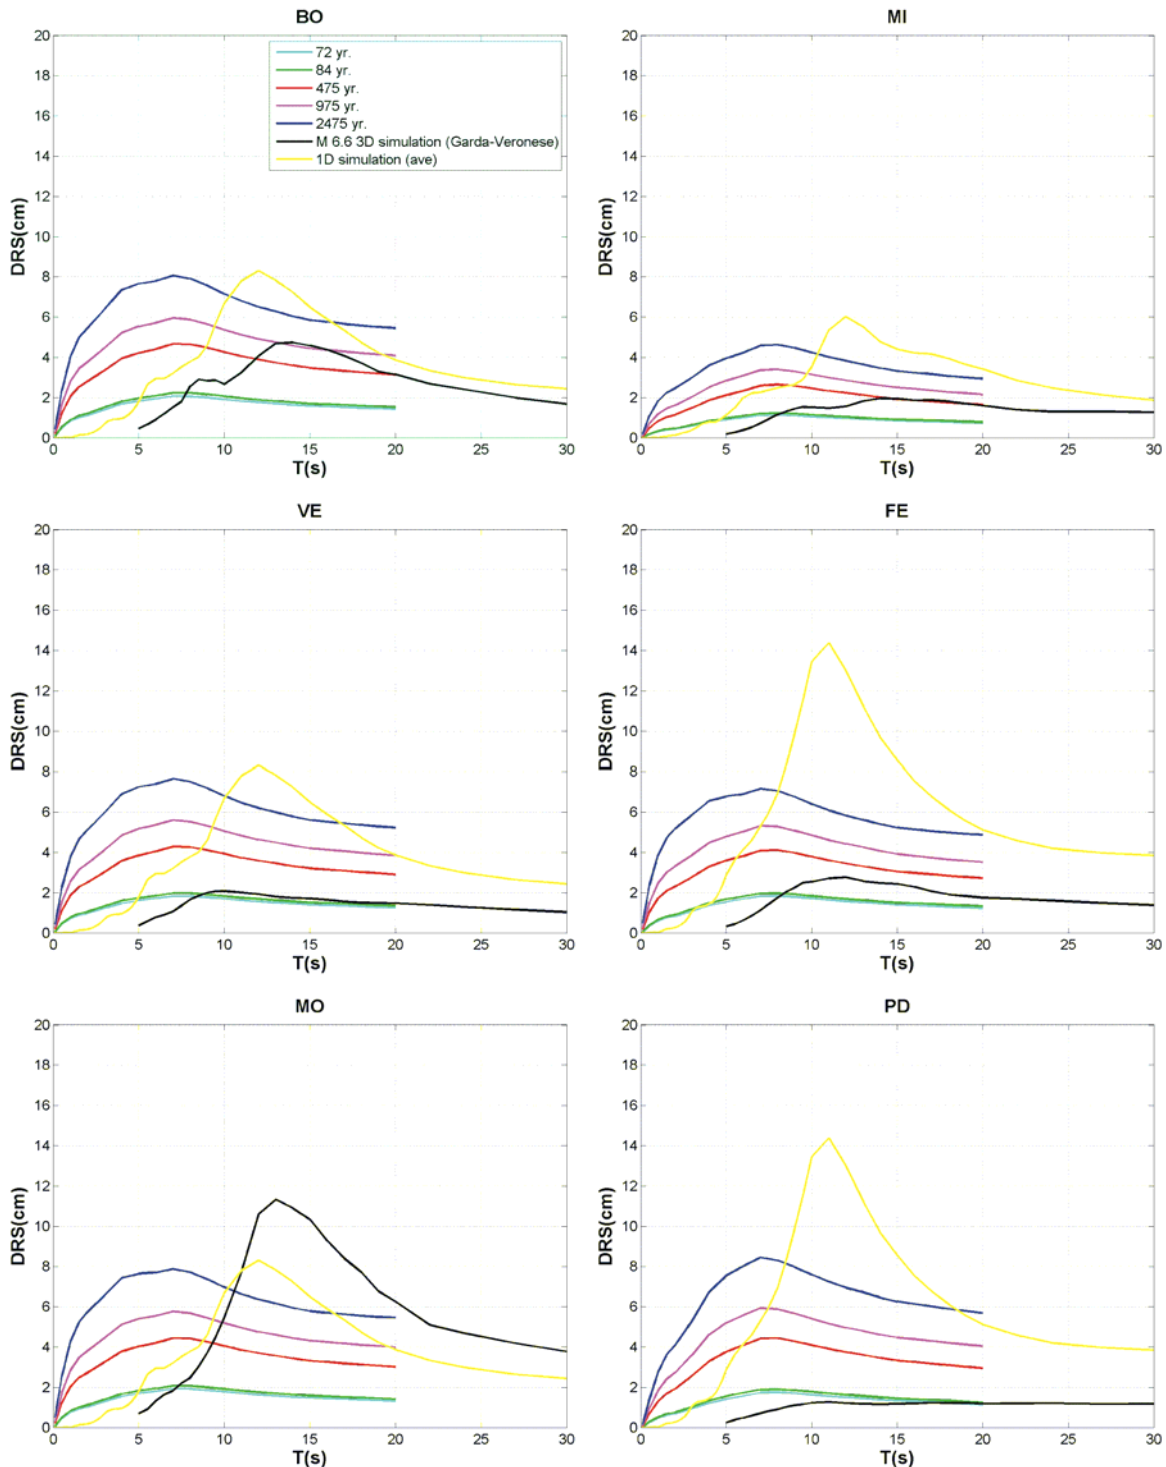 BO
20
18
16
14
12
10
8
6
4
2
0
DRS(cm)
72 yr.
84 yr.
475 yr.
975 yr.
2475 yr.
M 6.6 3D simulation (Garda-Veronese)
1D simulation (ave)
0 5 10 15 20 25 30
T(s)
MI
20
18
16
14
12
10
8
6
4
2
0
DRS(cm)
0 5 10 15 20 25 30
T(s)
VE
20
18
16
14
12
10
8
6
4
2
0
DRS(cm)
0 5 10 15 20 25 30
T(s)
FE
20
18
16
14
12
10
8
6
4
2
0
DRS(cm)
0 5 10 15 20 25 30
T(s)
MO
20
18
16
14
12
10
8
6
4
2
0
DRS(cm)
0 5 10 15 20 25 30
T(s)
PD
20
18
16
14
12
10
8
6
4
2
0
DRS(cm)
0 5 10 15 20 25 30
T(s)